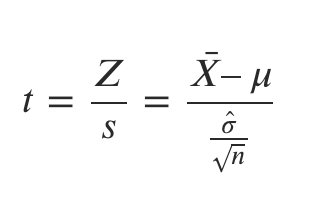 t = Z/s = (X̄ − μ)/(σ̂/√n)